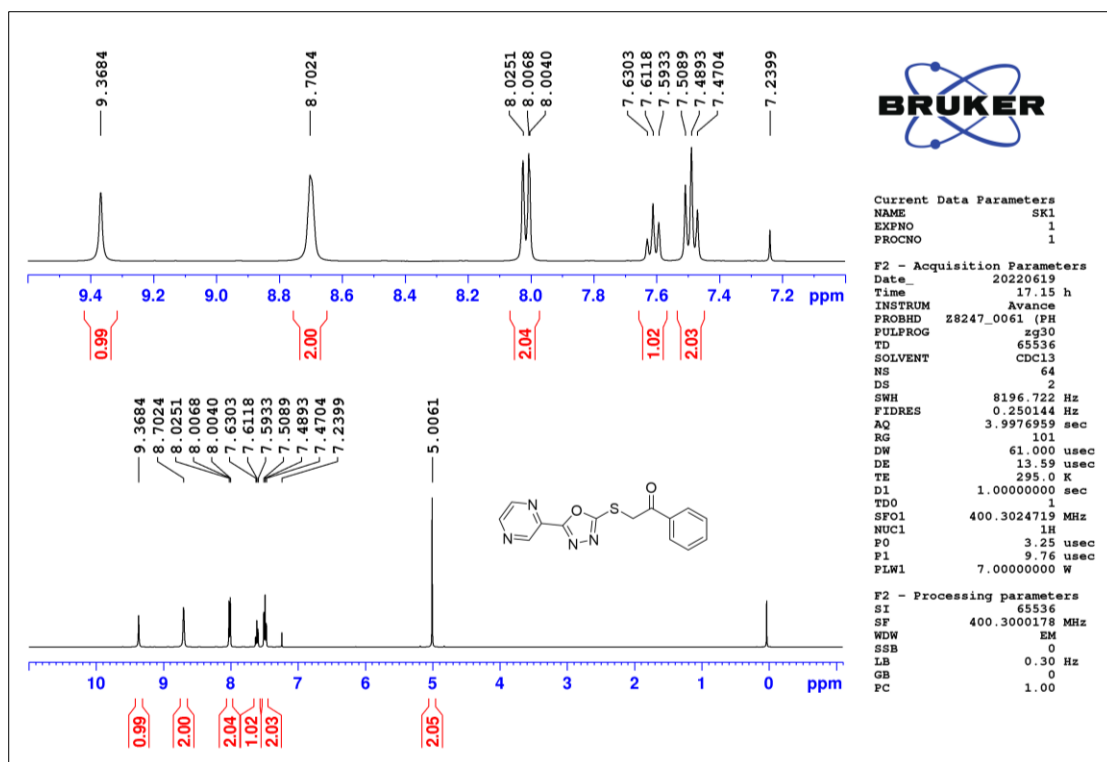 9.3684
8.7024
8.0251
8.0068
8.0040
7.6303
7.6118
7.5933
7.5089
7.4893
7.4704
7.2399
9.4 9.2 9.0 8.8 8.6 8.4 8.2 8.0 7.8 7.6 7.4 7.2 ppm
0.99 2.00 2.04 1.02 2.03
9.3684
8.7024
8.0251
8.0068
8.0040
7.6303
7.6118
7.5933
7.5089
7.4893
7.4704
7.2399
5.0061
N
N
O
N
N
S
O
10 9 8 7 6 5 4 3 2 1 0 ppm
0.99 2.00 2.04 1.02 2.03 2.05
BRUKER
Current Data Parameters
NAME SK1
EXPNO 1
PROCNO 1
F2 - Acquisition Parameters
Date_ 20220619
Time 17.15 h
INSTRUM Avance
PROBHD Z8247_0061 (PH
PULPROG zg30
TD 65536
SOLVENT CDCl3
NS 64
DS 2
SWH 8196.722 Hz
FIDRES 0.250144 Hz
AQ 3.9976959 sec
RG 101
DW 61.000 usec
DE 13.59 usec
TE 295.0 K
D1 1.00000000 sec
TD0 1
SFO1 400.3024719 MHz
NUC1 1H
P0 3.25 usec
P1 9.76 usec
PLW1 7.00000000 W
F2 - Processing parameters
SI 65536
SF 400.3000178 MHz
WDW EM
SSB 0
LB 0.30 Hz
GB 0
PC 1.00